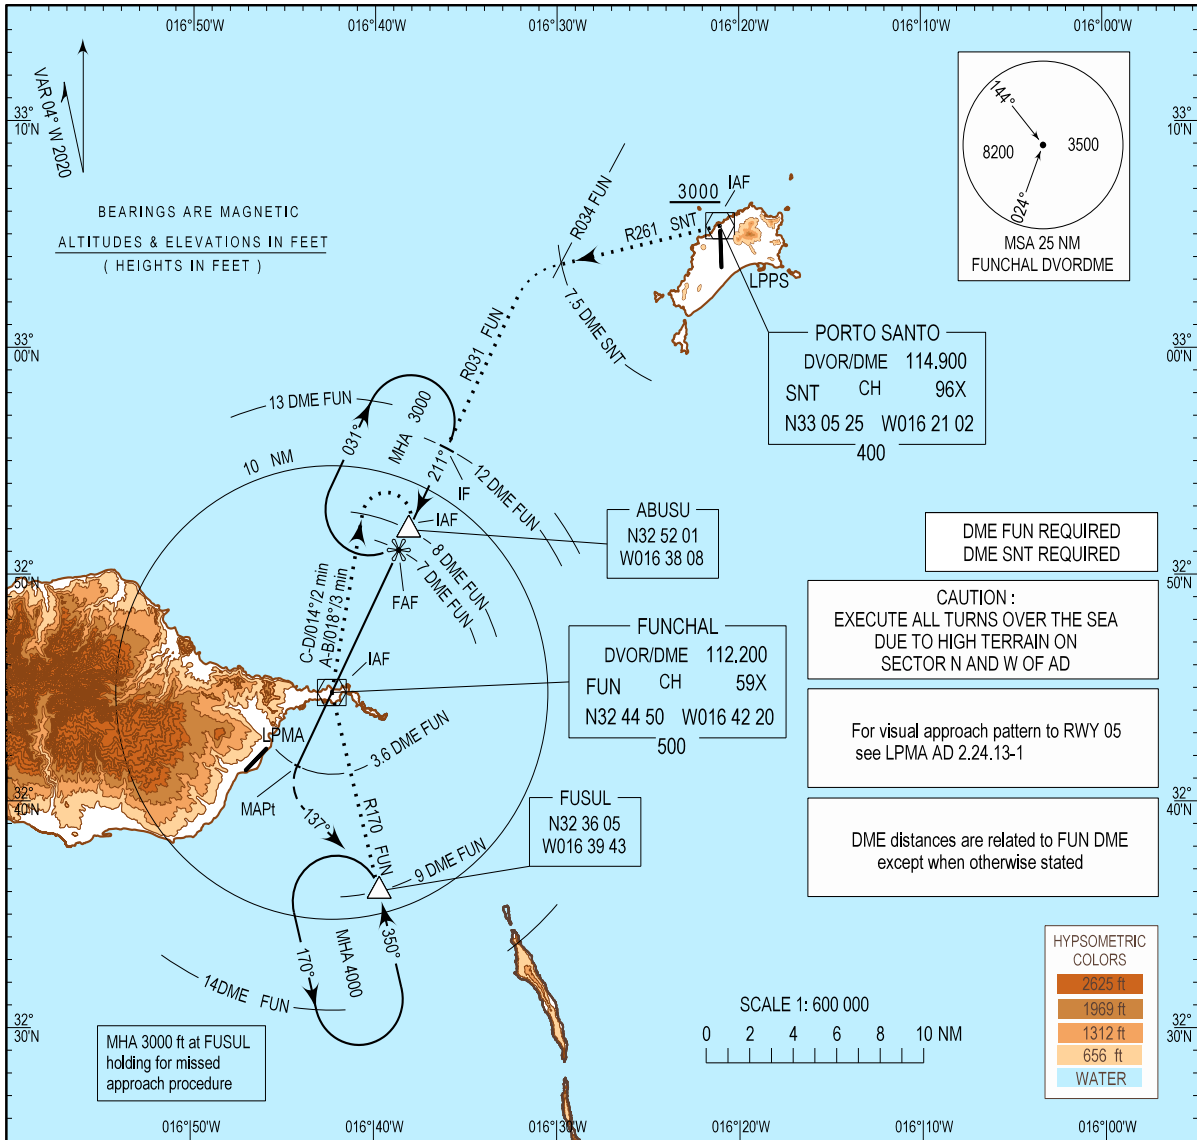 016°50'W
016°40'W
016°30'W
016°20'W
016°10'W
016°00'W
VAR 04° W 2020
33°
10'N
33°
10'N
BEARINGS ARE MAGNETIC
ALTITUDES & ELEVATIONS IN FEET
( HEIGHTS IN FEET )
144°
8200
3500
024°
MSA 25 NM
FUNCHAL DVORDME
3000
IAF
R034 FUN
R261 SNT
LPPS
7.5 DME SNT
33°
00'N
33°
00'N
R031 FUN
PORTO SANTO
DVOR/DME 114.900
SNT CH 96X
N33 05 25 W016 21 02
400
13 DME FUN
031°
MHA 3000
211°
10 NM
IF
12 DME FUN
IAF
ABUSU
N32 52 01
W016 38 08
8 DME FUN
7 DME FUN
FAF
DME FUN REQUIRED
DME SNT REQUIRED
32°
50'N
32°
50'N
CAUTION :
EXECUTE ALL TURNS OVER THE SEA
DUE TO HIGH TERRAIN ON
SECTOR N AND W OF AD
C-D/014°/2 min
A-B/018°/3 min
IAF
FUNCHAL
DVOR/DME 112.200
FUN CH 59X
N32 44 50 W016 42 20
500
For visual approach pattern to RWY 05
see LPMA AD 2.24.13-1
LPMA
3.6 DME FUN
MAPt
137°
R170 FUN
32°
40'N
32°
40'N
FUSUL
N32 36 05
W016 39 43
DME distances are related to FUN DME
except when otherwise stated
9 DME FUN
170°
MHA 4000
350°
14DME FUN
HYPSOMETRIC
COLORS
2625 ft
1969 ft
1312 ft
656 ft
WATER
SCALE 1: 600 000
0 2 4 6 8 10 NM
32°
30'N
32°
30'N
MHA 3000 ft at FUSUL
holding for missed
approach procedure
016°50'W
016°40'W
016°30'W
016°20'W
016°10'W
016°00'W